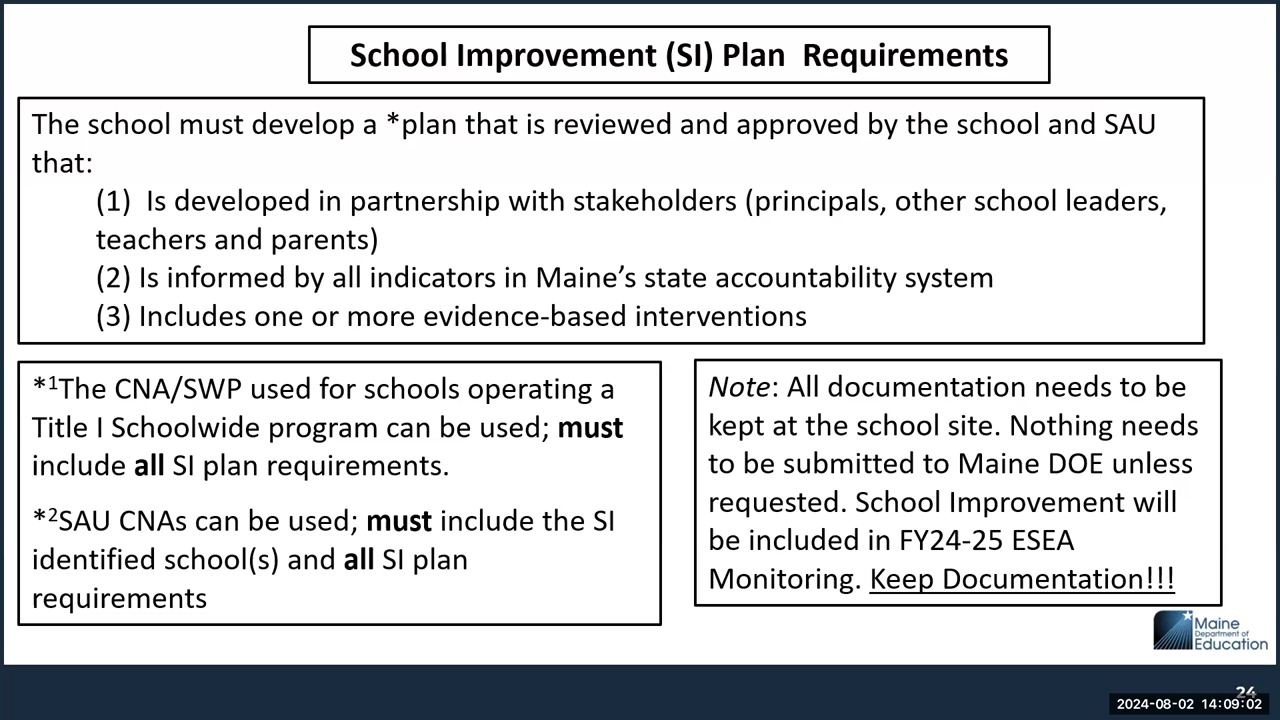 School Improvement (SI) Plan  Requirements
The school must develop a *plan that is reviewed and approved by the school and SAU
that:
(1)  Is developed in partnership with stakeholders (principals, other school leaders,
teachers and parents)
(2) Is informed by all indicators in Maine’s state accountability system
(3) Includes one or more evidence-based interventions
*¹The CNA/SWP used for schools operating a
Title I Schoolwide program can be used; must
include all SI plan requirements.
*²SAU CNAs can be used; must include the SI
identified school(s) and all SI plan
requirements
Note: All documentation needs to be
kept at the school site. Nothing needs
to be submitted to Maine DOE unless
requested. School Improvement will
be included in FY24-25 ESEA
Monitoring. Keep Documentation!!!
Maine
Department of
Education
24
2024-08-02 14:09:02